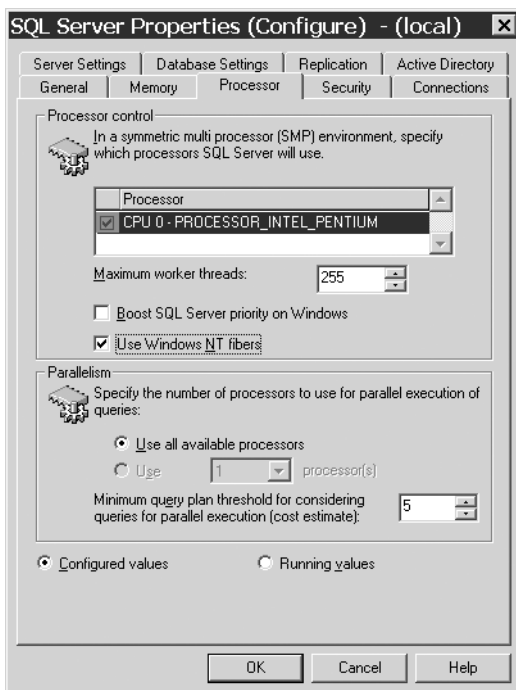 SQL Server Properties (Configure) - (local)
Server Settings Database Settings Replication Active Directory
General Memory Processor Security Connections
Processor control
In a symmetric multi processor (SMP) environment, specify
which processors SQL Server will use.
Processor
CPU 0 - PROCESSOR_INTEL_PENTIUM
Maximum worker threads: 255
Boost SQL Server priority on Windows
Use Windows NT fibers
Parallelism
Specify the number of processors to use for parallel execution of
queries:
Use all available processors
Use 1 processor(s)
Minimum query plan threshold for considering
queries for parallel execution (cost estimate): 5
Configured values Running values
OK Cancel Help